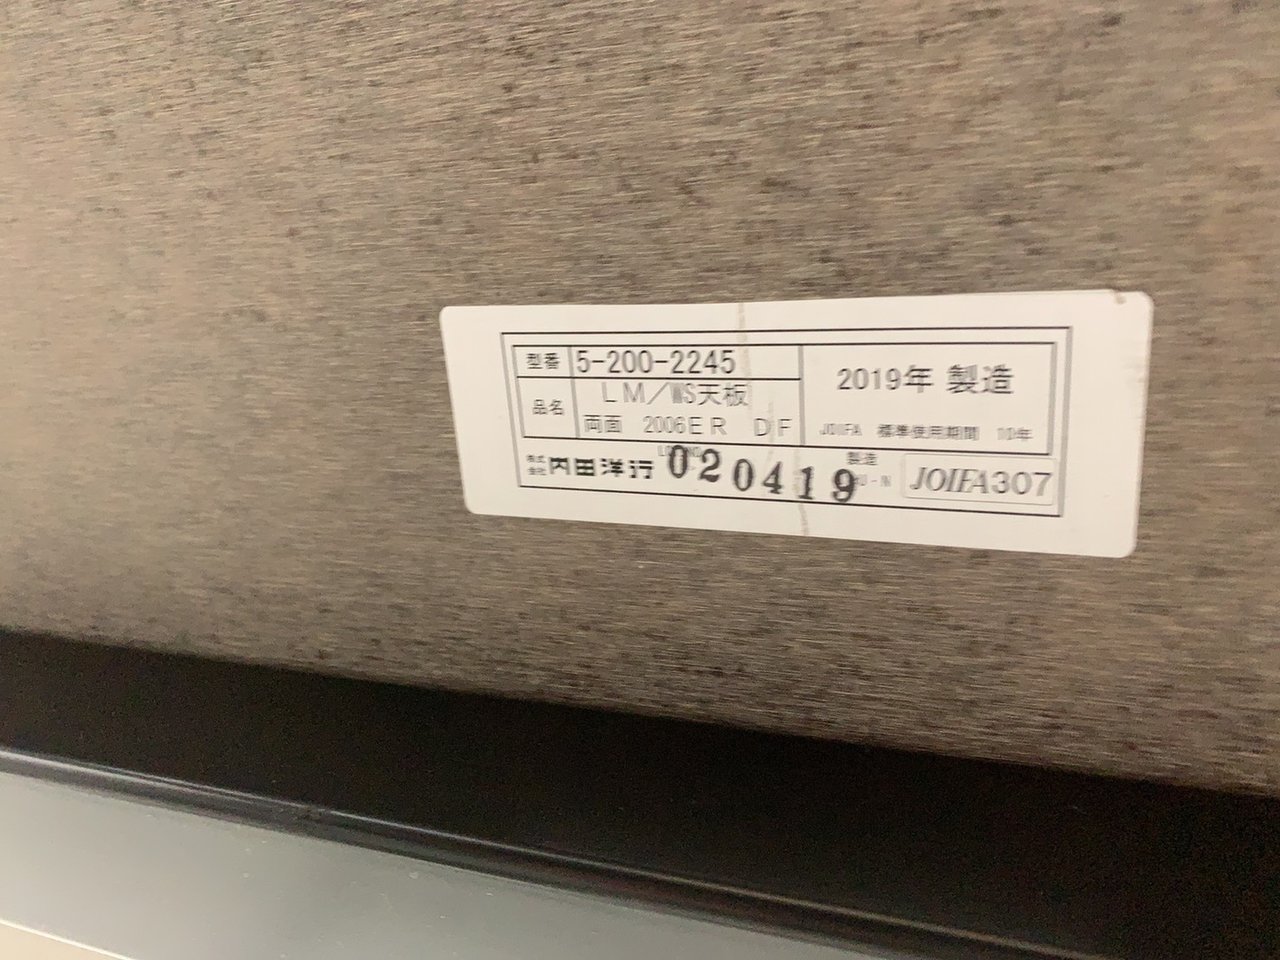 型番 5-200-2245
品名 LM/WS天板
両面 2006ER DF
2019年 製造
JOIFA 標準使用期間 10年
株式会社 内田洋行 020419 製造
JOIFA307